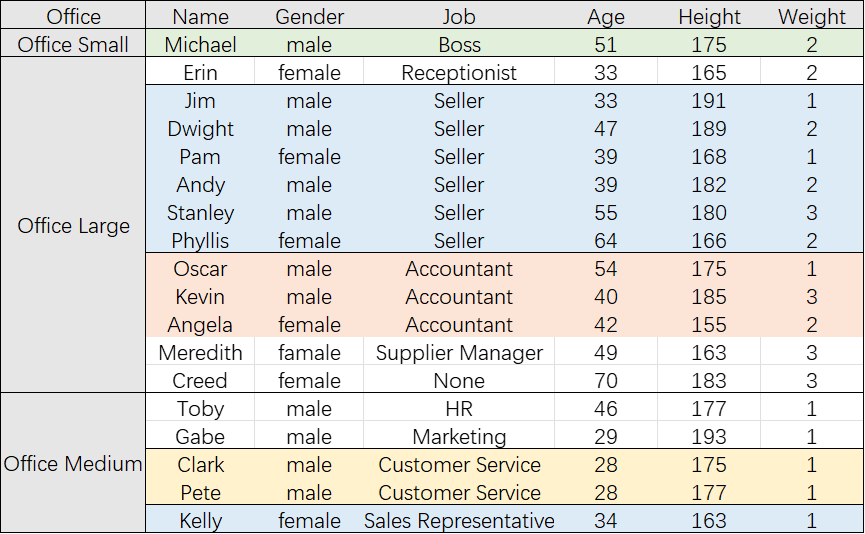 Office Name Gender Job Age Height Weight
Office Small Michael male Boss 51 175 2
Erin female Receptionist 33 165 2
Jim male Seller 33 191 1
Dwight male Seller 47 189 2
Pam female Seller 39 168 1
Andy male Seller 39 182 2
Stanley male Seller 55 180 3
Office Large
Phyllis female Seller 64 166 2
Oscar male Accountant 54 175 1
Kevin male Accountant 40 185 3
Angela female Accountant 42 155 2
Meredith famale Supplier Manager 49 163 3
Creed female None 70 183 3
Toby male HR 46 177 1
Gabe male Marketing 29 193 1
Office Medium Clark male Customer Service 28 175 1
Pete male Customer Service 28 177 1
Kelly female Sales Representative 34 163 1